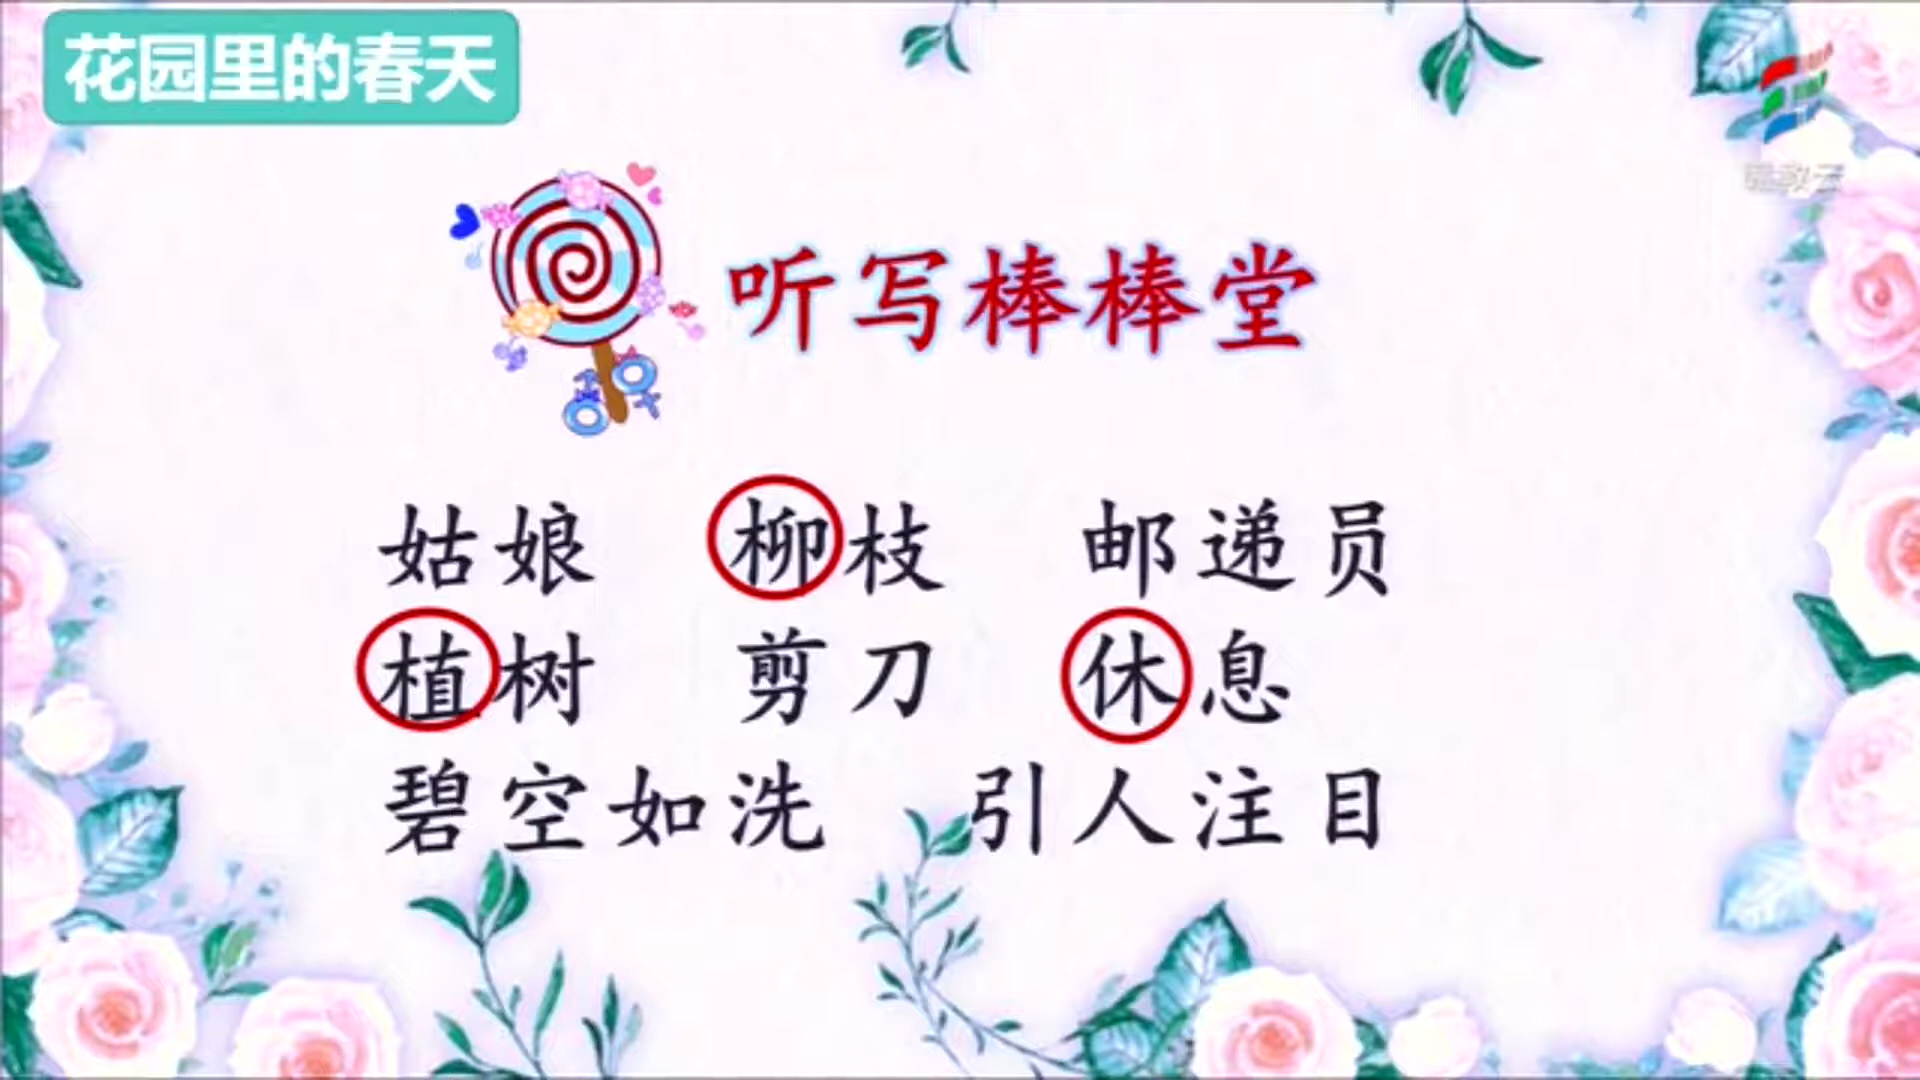 花园里的春天
听写棒棒堂
姑娘 柳枝 邮递员
植树 剪刀 休息
碧空如洗 引人注目